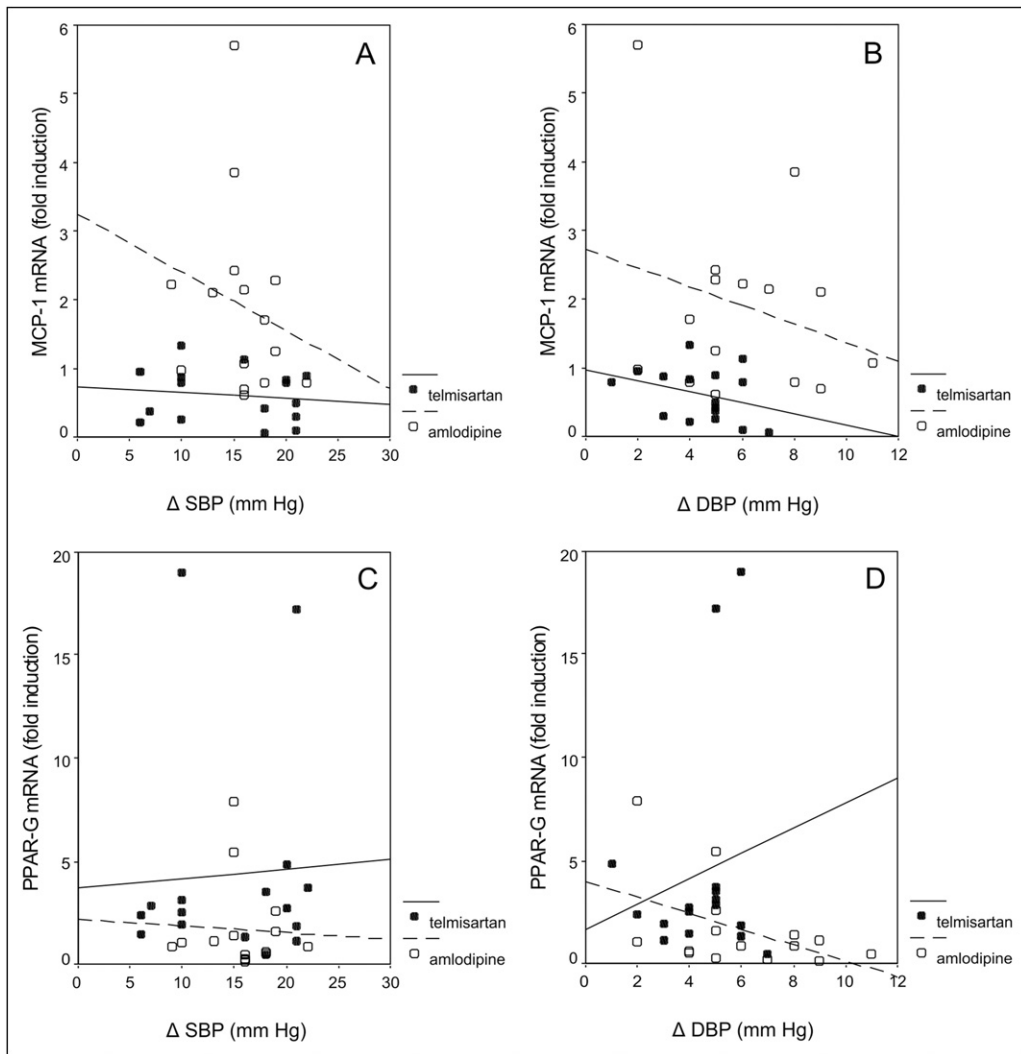 A
MCP-1 mRNA (fold induction)
6
5
4
3
2
1
0
0 5 10 15 20 25 30
Δ SBP (mm Hg)
telmisartan
amlodipine
B
MCP-1 mRNA (fold induction)
6
5
4
3
2
1
0
0 2 4 6 8 10 12
Δ DBP (mm Hg)
telmisartan
amlodipine
C
PPAR-G mRNA (fold induction)
20
15
10
5
0
0 5 10 15 20 25 30
Δ SBP (mm Hg)
telmisartan
amlodipine
D
PPAR-G mRNA (fold induction)
20
15
10
5
0
0 2 4 6 8 10 12
Δ DBP (mm Hg)
telmisartan
amlodipine